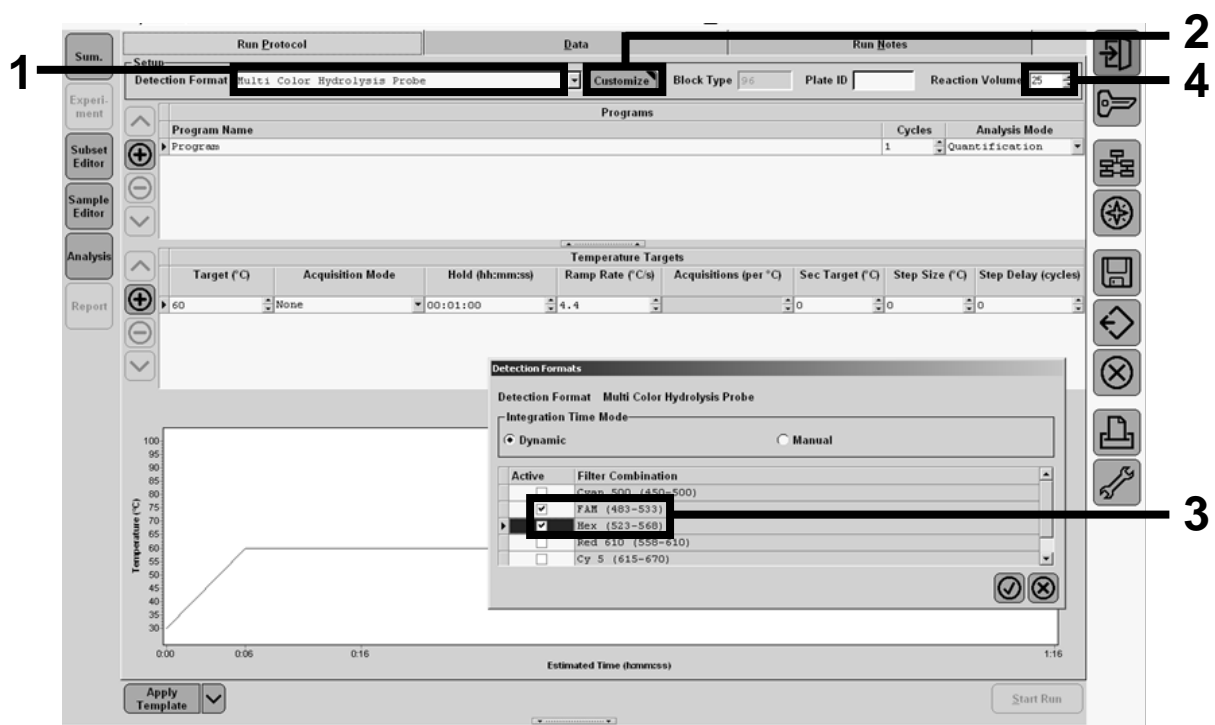 1
2
3
4
Sum.
Experi-
ment
Subset
Editor
Sample
Editor
Analysis
Report
Run Protocol
Data
Run Notes
Setup
Detection Format Multi Color Hydrolysis Probe Customize Block Type 96 Plate ID Reaction Volume 25
Programs
Program Name Cycles Analysis Mode
Program 1 Quantification
Temperature Targets
Target (°C) Acquisition Mode Hold (hh:mm:ss) Ramp Rate (°C/s) Acquisitions (per °C) Sec Target (°C) Step Size (°C) Step Delay (cycles)
60 None 00:01:00 4.4 0 0 0
Detection Formats
Detection Format Multi Color Hydrolysis Probe
Integration Time Mode
Dynamic Manual
Active Filter Combination
Cyan 500 (450-500)
FAM (483-533)
Hex (523-568)
Red 610 (558-610)
Cy 5 (615-670)
Temperature (°C)
100
95
90
85
80
75
70
65
60
55
50
45
40
35
30
0:00 0:06 0:16 1:16
Estimated Time (h:mm:ss)
Apply
Template
Start Run